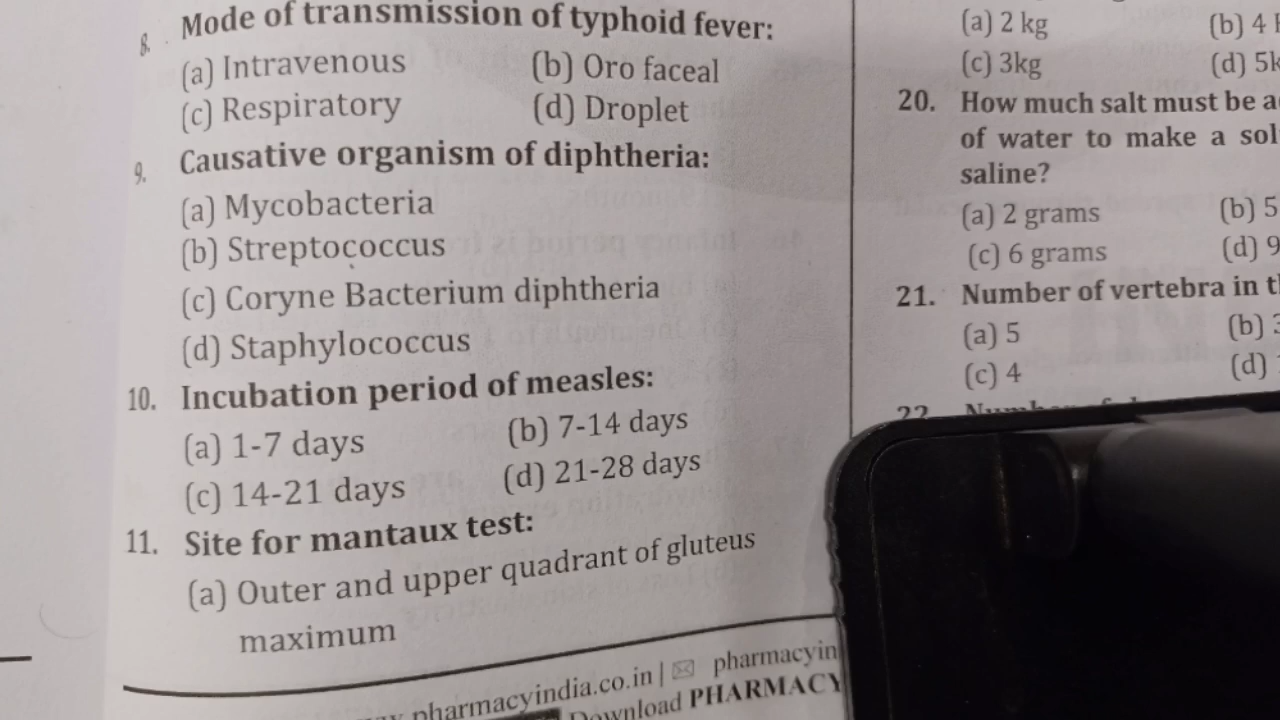 8. Mode of transmission of typhoid fever:
(a) Intravenous (b) Oro faceal
(c) Respiratory (d) Droplet
9. Causative organism of diphtheria:
(a) Mycobacteria
(b) Streptococcus
(c) Coryne Bacterium diphtheria
(d) Staphylococcus
10. Incubation period of measles:
(a) 1-7 days (b) 7-14 days
(c) 14-21 days (d) 21-28 days
11. Site for mantaux test:
(a) Outer and upper quadrant of gluteus
maximum
pharmacyindia.co.in | pharmacyin
Download PHARMACY
(a) 2 kg (b) 4
(c) 3kg (d) 5k
20. How much salt must be a
of water to make a sol
saline?
(a) 2 grams (b) 5
(c) 6 grams (d) 9
21. Number of vertebra in t
(a) 5 (b) 3
(c) 4 (d)
22.